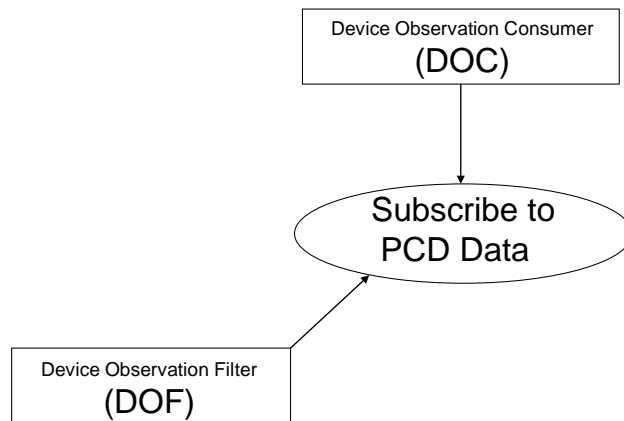 Device Observation Consumer
(DOC)
Subscribe to
PCD Data
Device Observation Filter
(DOF)